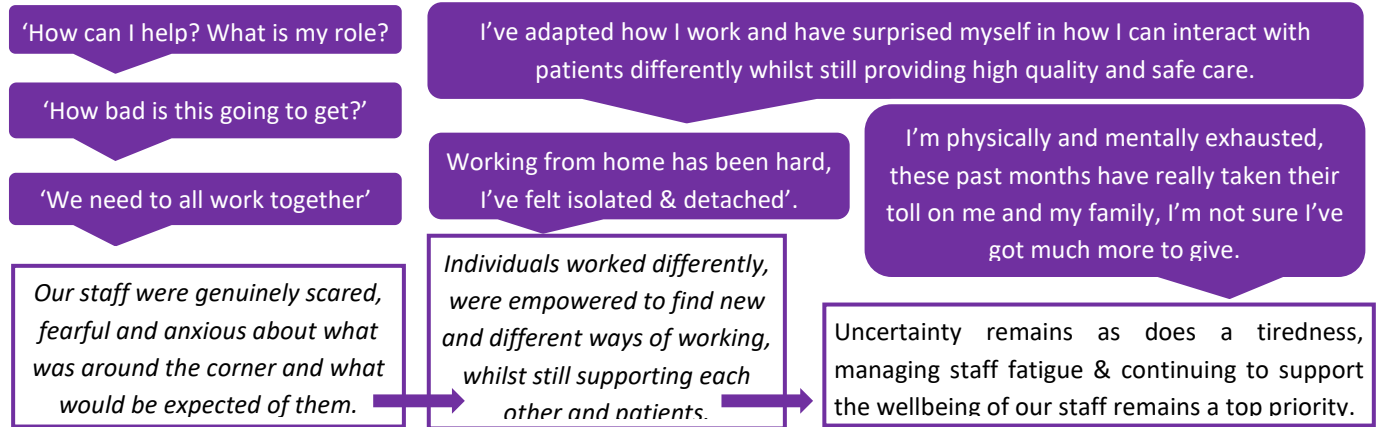 ‘How can I help? What is my role?
‘How bad is this going to get?’
‘We need to all work together’
Our staff were genuinely scared,
fearful and anxious about what
was around the corner and what
would be expected of them.
I’ve adapted how I work and have surprised myself in how I can interact with
patients differently whilst still providing high quality and safe care.
Working from home has been hard,
I’ve felt isolated & detached’.
Individuals worked differently,
were empowered to find new
and different ways of working,
whilst still supporting each
other and patients.
I’m physically and mentally exhausted,
these past months have really taken their
toll on me and my family, I’m not sure I’ve
got much more to give.
Uncertainty remains as does a tiredness,
managing staff fatigue & continuing to support
the wellbeing of our staff remains a top priority.